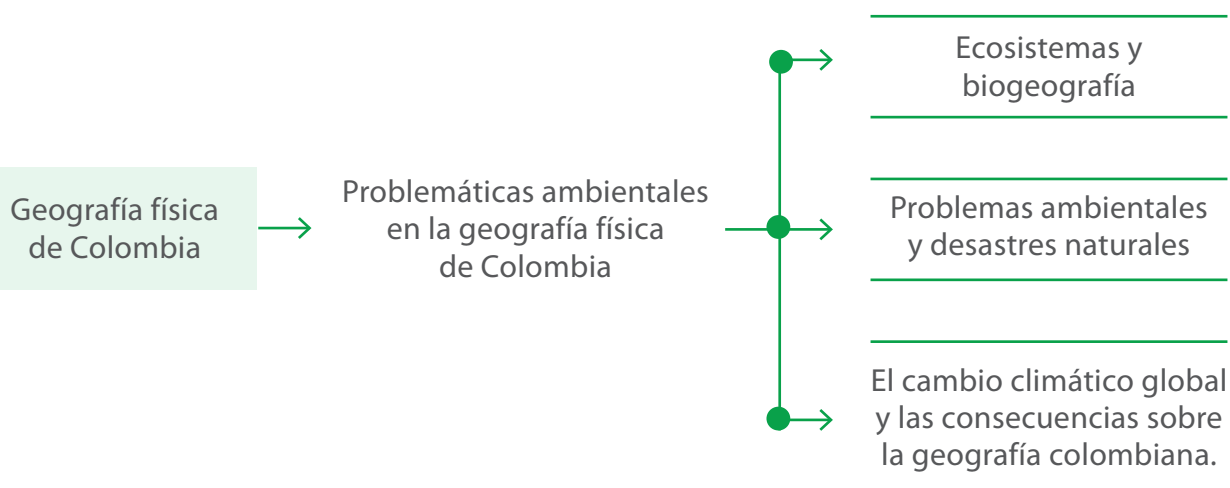 Geografía física
de Colombia
Problemáticas ambientales
en la geografía física
de Colombia
Ecosistemas y
biogeografía
Problemas ambientales
y desastres naturales
El cambio climático global
y las consecuencias sobre
la geografía colombiana.